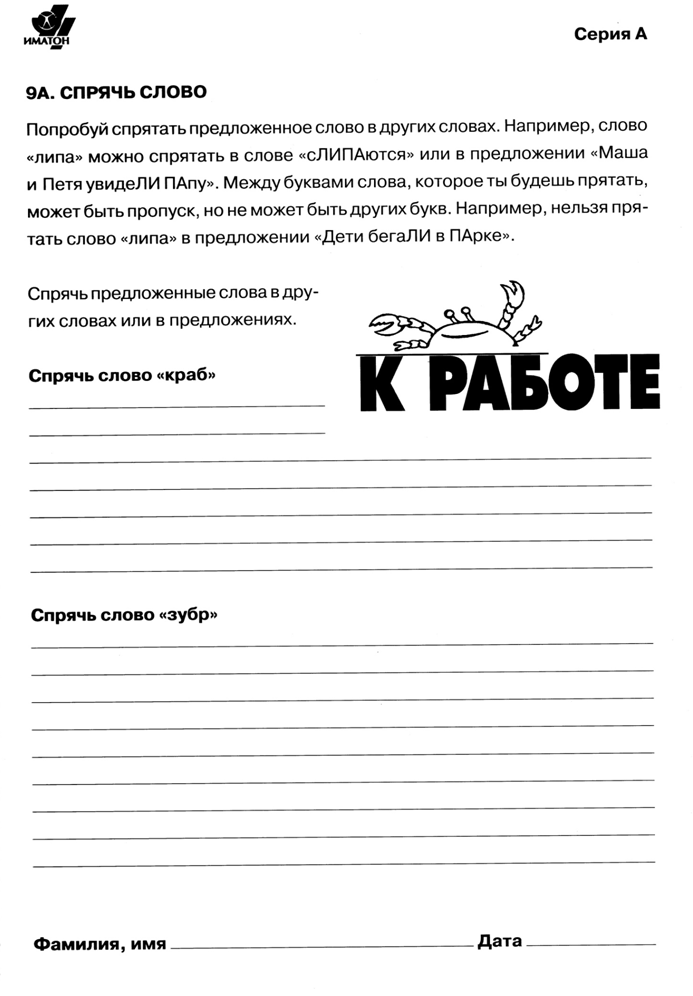 ИМАТОН
Серия А
9А. СПРЯЧЬ СЛОВО
Попробуй спрятать предложенное слово в других словах. Например, слово
«липа» можно спрятать в слове «сЛИПАются» или в предложении «Маша
и Петя увидеЛИ ПАпу». Между буквами слова, которое ты будешь прятать,
может быть пропуск, но не может быть других букв. Например, нельзя пря-
тать слово «липа» в предложении «Дети бегаЛИ в ПАрке».
Спрячь предложенные слова в дру-
гих словах или в предложениях.
К РАБОТЕ
Спрячь слово «краб»
Спрячь слово «зубр»
Фамилия, имя Дата